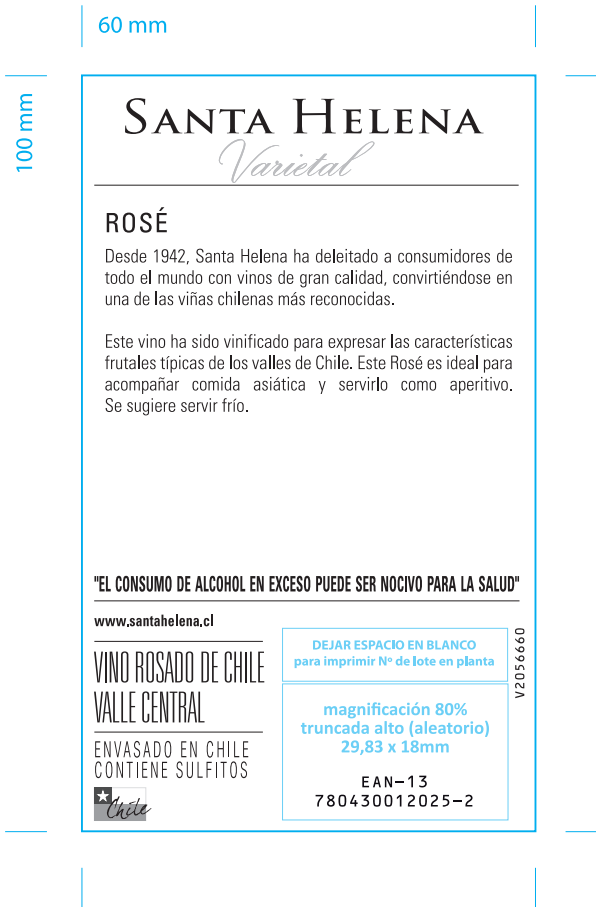 60 mm
100 mm
SANTA HELENA
Varietal
ROSÉ
Desde 1942, Santa Helena ha deleitado a consumidores de
todo el mundo con vinos de gran calidad, convirtiéndose en
una de las viñas chilenas más reconocidas.
Este vino ha sido vinificado para expresar las características
frutales típicas de los valles de Chile. Este Rosé es ideal para
acompañar comida asiática y servirlo como aperitivo.
Se sugiere servir frío.
"EL CONSUMO DE ALCOHOL EN EXCESO PUEDE SER NOCIVO PARA LA SALUD"
www.santahelena.cl
VINO ROSADO DE CHILE
VALLE CENTRAL
ENVASADO EN CHILE
CONTIENE SULFITOS
Chile
DEJAR ESPACIO EN BLANCO
para imprimir Nº de lote en planta
V2056660
magnificación 80%
truncada alto (aleatorio)
29,83 x 18mm
EAN-13
780430012025-2